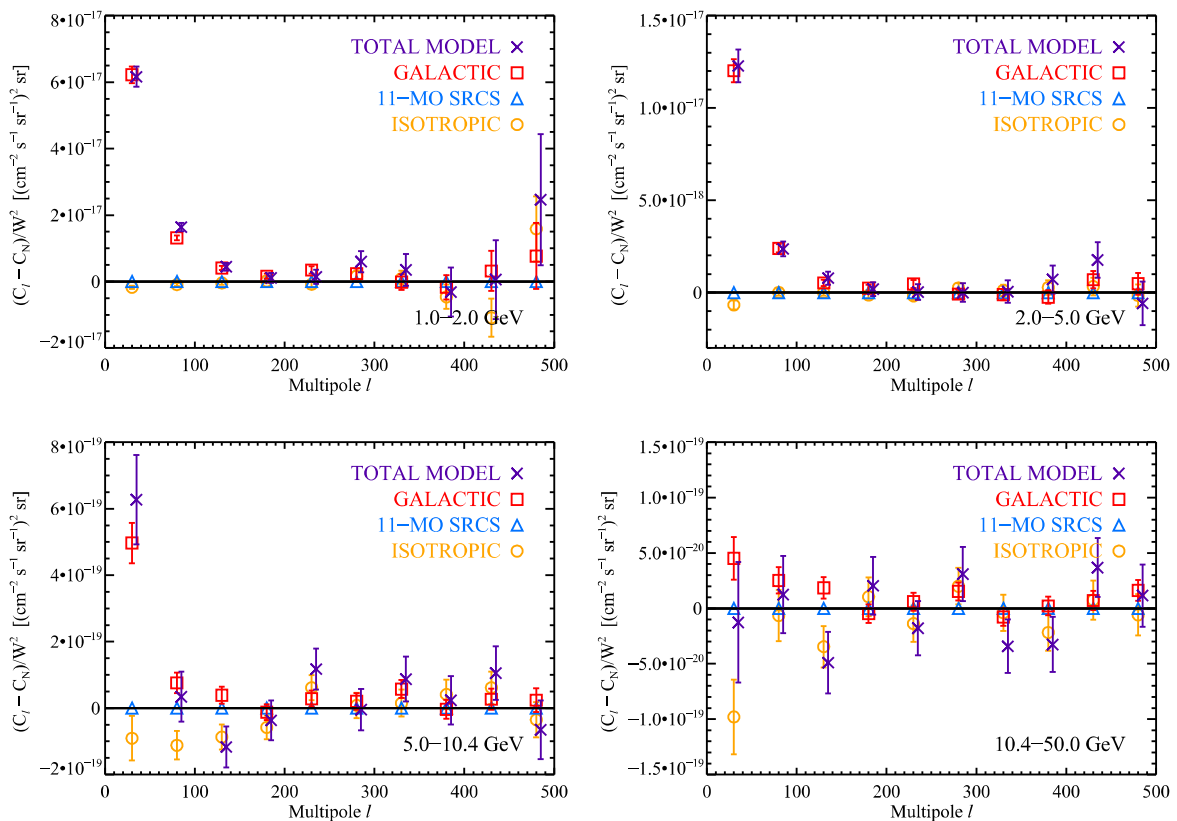 8•10⁻¹⁷
6•10⁻¹⁷
4•10⁻¹⁷
2•10⁻¹⁷
0
−2•10⁻¹⁷
(Cₗ − C_N)/W² [(cm⁻² s⁻¹ sr⁻¹)² sr]
TOTAL MODEL
GALACTIC
11−MO SRCS
ISOTROPIC
1.0−2.0 GeV
0 100 200 300 400 500
Multipole l
1.5•10⁻¹⁷
1.0•10⁻¹⁷
5.0•10⁻¹⁸
0
(Cₗ − C_N)/W² [(cm⁻² s⁻¹ sr⁻¹)² sr]
TOTAL MODEL
GALACTIC
11−MO SRCS
ISOTROPIC
2.0−5.0 GeV
0 100 200 300 400 500
Multipole l
8•10⁻¹⁹
6•10⁻¹⁹
4•10⁻¹⁹
2•10⁻¹⁹
0
−2•10⁻¹⁹
(Cₗ − C_N)/W² [(cm⁻² s⁻¹ sr⁻¹)² sr]
TOTAL MODEL
GALACTIC
11−MO SRCS
ISOTROPIC
5.0−10.4 GeV
0 100 200 300 400 500
Multipole l
1.5•10⁻¹⁹
1.0•10⁻¹⁹
5.0•10⁻²⁰
0
−5.0•10⁻²⁰
−1.0•10⁻¹⁹
−1.5•10⁻¹⁹
(Cₗ − C_N)/W² [(cm⁻² s⁻¹ sr⁻¹)² sr]
TOTAL MODEL
GALACTIC
11−MO SRCS
ISOTROPIC
10.4−50.0 GeV
0 100 200 300 400 500
Multipole l